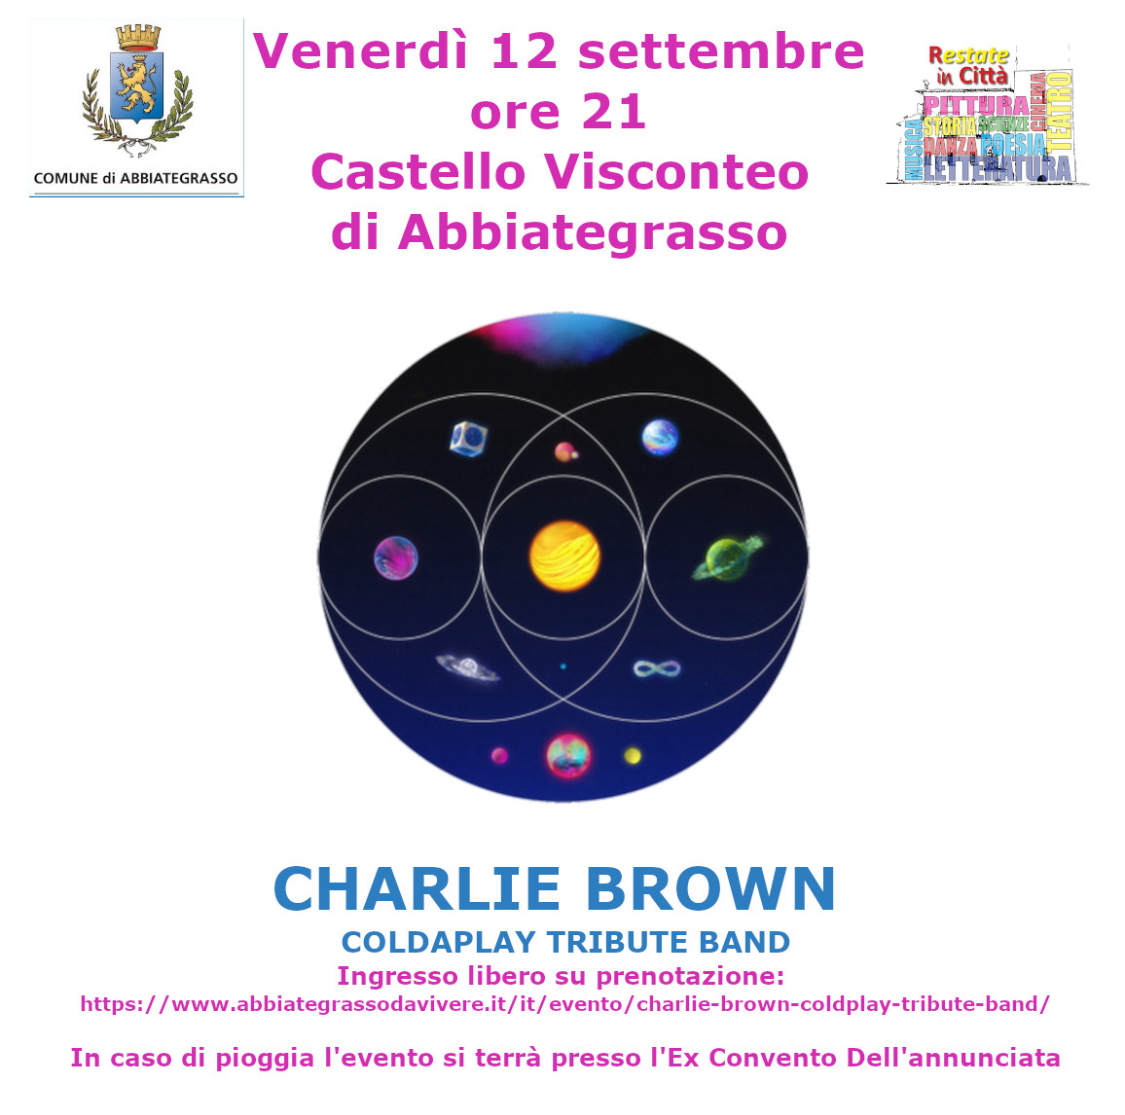 Venerdì 12 settembre
ore 21
Castello Visconteo
di Abbiategrasso
COMUNE di ABBIATEGRASSO
Restate
in Città
PITTURA
STORIA
SCIENZE
DANZA
POESIA
LETTERATURA
MUSICA
CINEMA
TEATRO
CHARLIE BROWN
COLDAPLAY TRIBUTE BAND
Ingresso libero su prenotazione:
https://www.abbiategrassodavivere.it/it/evento/charlie-brown-coldplay-tribute-band/
In caso di pioggia l'evento si terrà presso l'Ex Convento Dell'annunciata